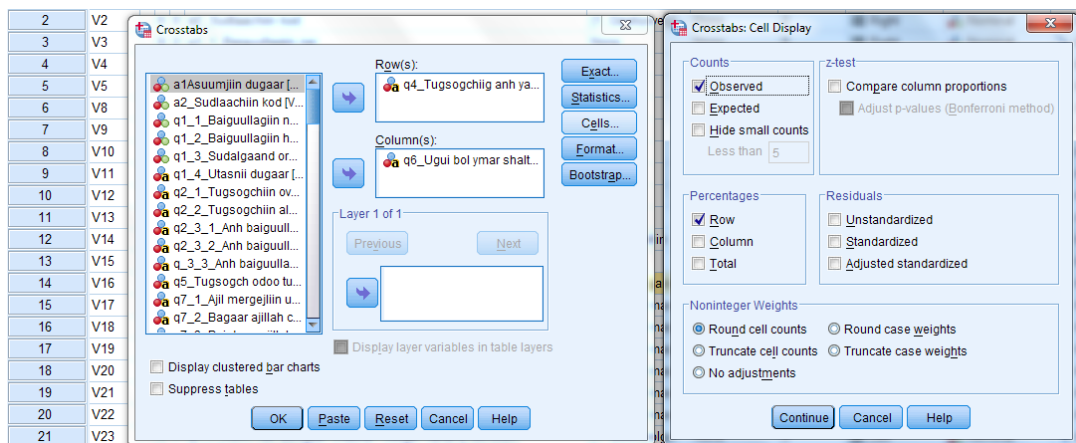 2 V2
3 V3
4 V4
5 V5
6 V8
7 V9
8 V10
9 V11
10 V12
11 V13
12 V14
13 V15
14 V16
15 V17
16 V18
17 V19
18 V20
19 V21
20 V22
21 V23
Crosstabs
a1Asuumjiin dugaar [...
a2_Sudlaachiin kod [V...
q1_1_Baiguullagiin n...
q1_2_Baiguullagiin h...
q1_3_Sudalgaand or...
q1_4_Utasnii dugaar [...
q2_1_Tugsogchiin ov...
q2_2_Tugsogchiin al...
q2_3_1_Anh baiguull...
q2_3_2_Anh baiguull...
q_3_3_Anh baiguulla...
q5_Tugsogch odoo tu...
q7_1_Ajil mergejliin u...
q7_2_Bagaar ajillah c...
Row(s):
q4_Tugsogchiig anh ya...
Column(s):
q6_Ugui bol ymar shalt...
Layer 1 of 1
Previous Next
Display layer variables in table layers
Exact...
Statistics...
Cells...
Format...
Bootstrap...
Display clustered bar charts
Suppress tables
OK Paste Reset Cancel Help
Crosstabs: Cell Display
Counts
Observed
Expected
Hide small counts
Less than 5
z-test
Compare column proportions
Adjust p-values (Bonferroni method)
Percentages
Row
Column
Total
Residuals
Unstandardized
Standardized
Adjusted standardized
Noninteger Weights
Round cell counts Round case weights
Truncate cell counts Truncate case weights
No adjustments
Continue Cancel Help